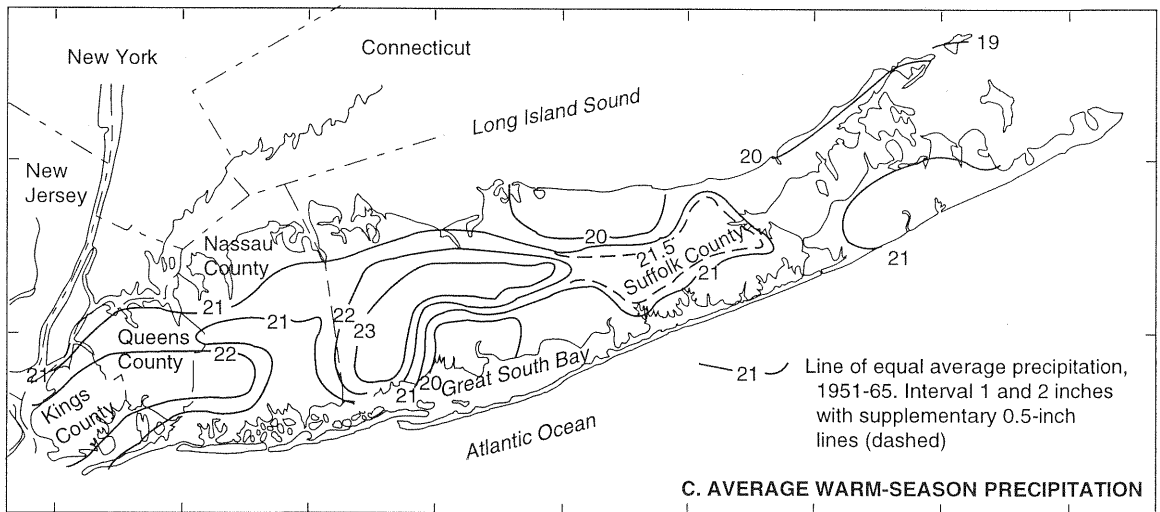 New York
Connecticut
19
Long Island Sound
20
New
Jersey
Nassau
County
20
21.5
Suffolk County
21
21
21
21
22
23
Queens
County
22
21
Kings
County
20
21
Great South Bay
Atlantic Ocean
21 Line of equal average precipitation,
1951-65. Interval 1 and 2 inches
with supplementary 0.5-inch
lines (dashed)
C. AVERAGE WARM-SEASON PRECIPITATION